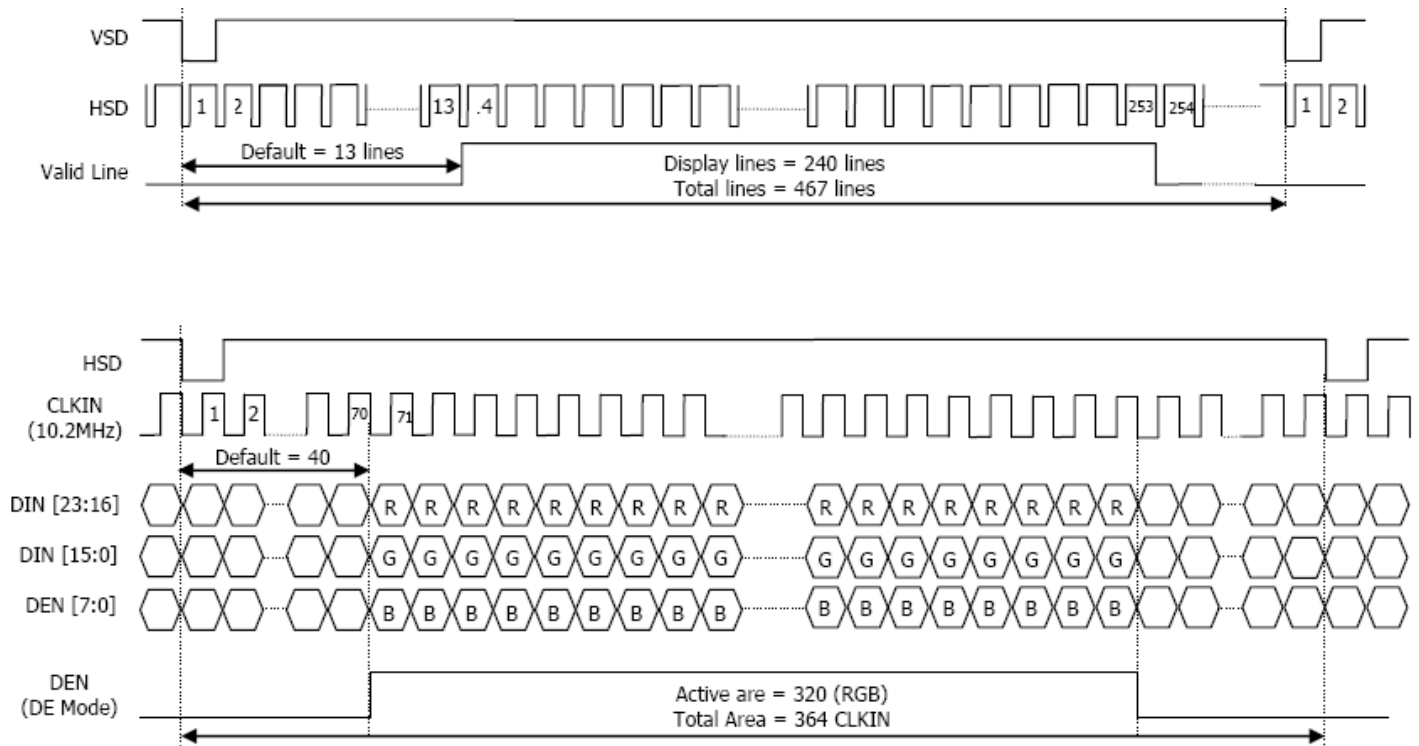 VSD
HSD
1 2 13 .4 253 254 1 2
Default = 13 lines
Valid Line
Display lines = 240 lines
Total lines = 467 lines
HSD
CLKIN
(10.2MHz)
1 2 70 71
Default = 40
DIN [23:16]
R R R R R R R R R R R R R R R R R
DIN [15:0]
G G G G G G G G G G G G G G G G G
DEN [7:0]
B B B B B B B B B B B B B B B B B
DEN
(DE Mode)
Active are = 320 (RGB)
Total Area = 364 CLKIN